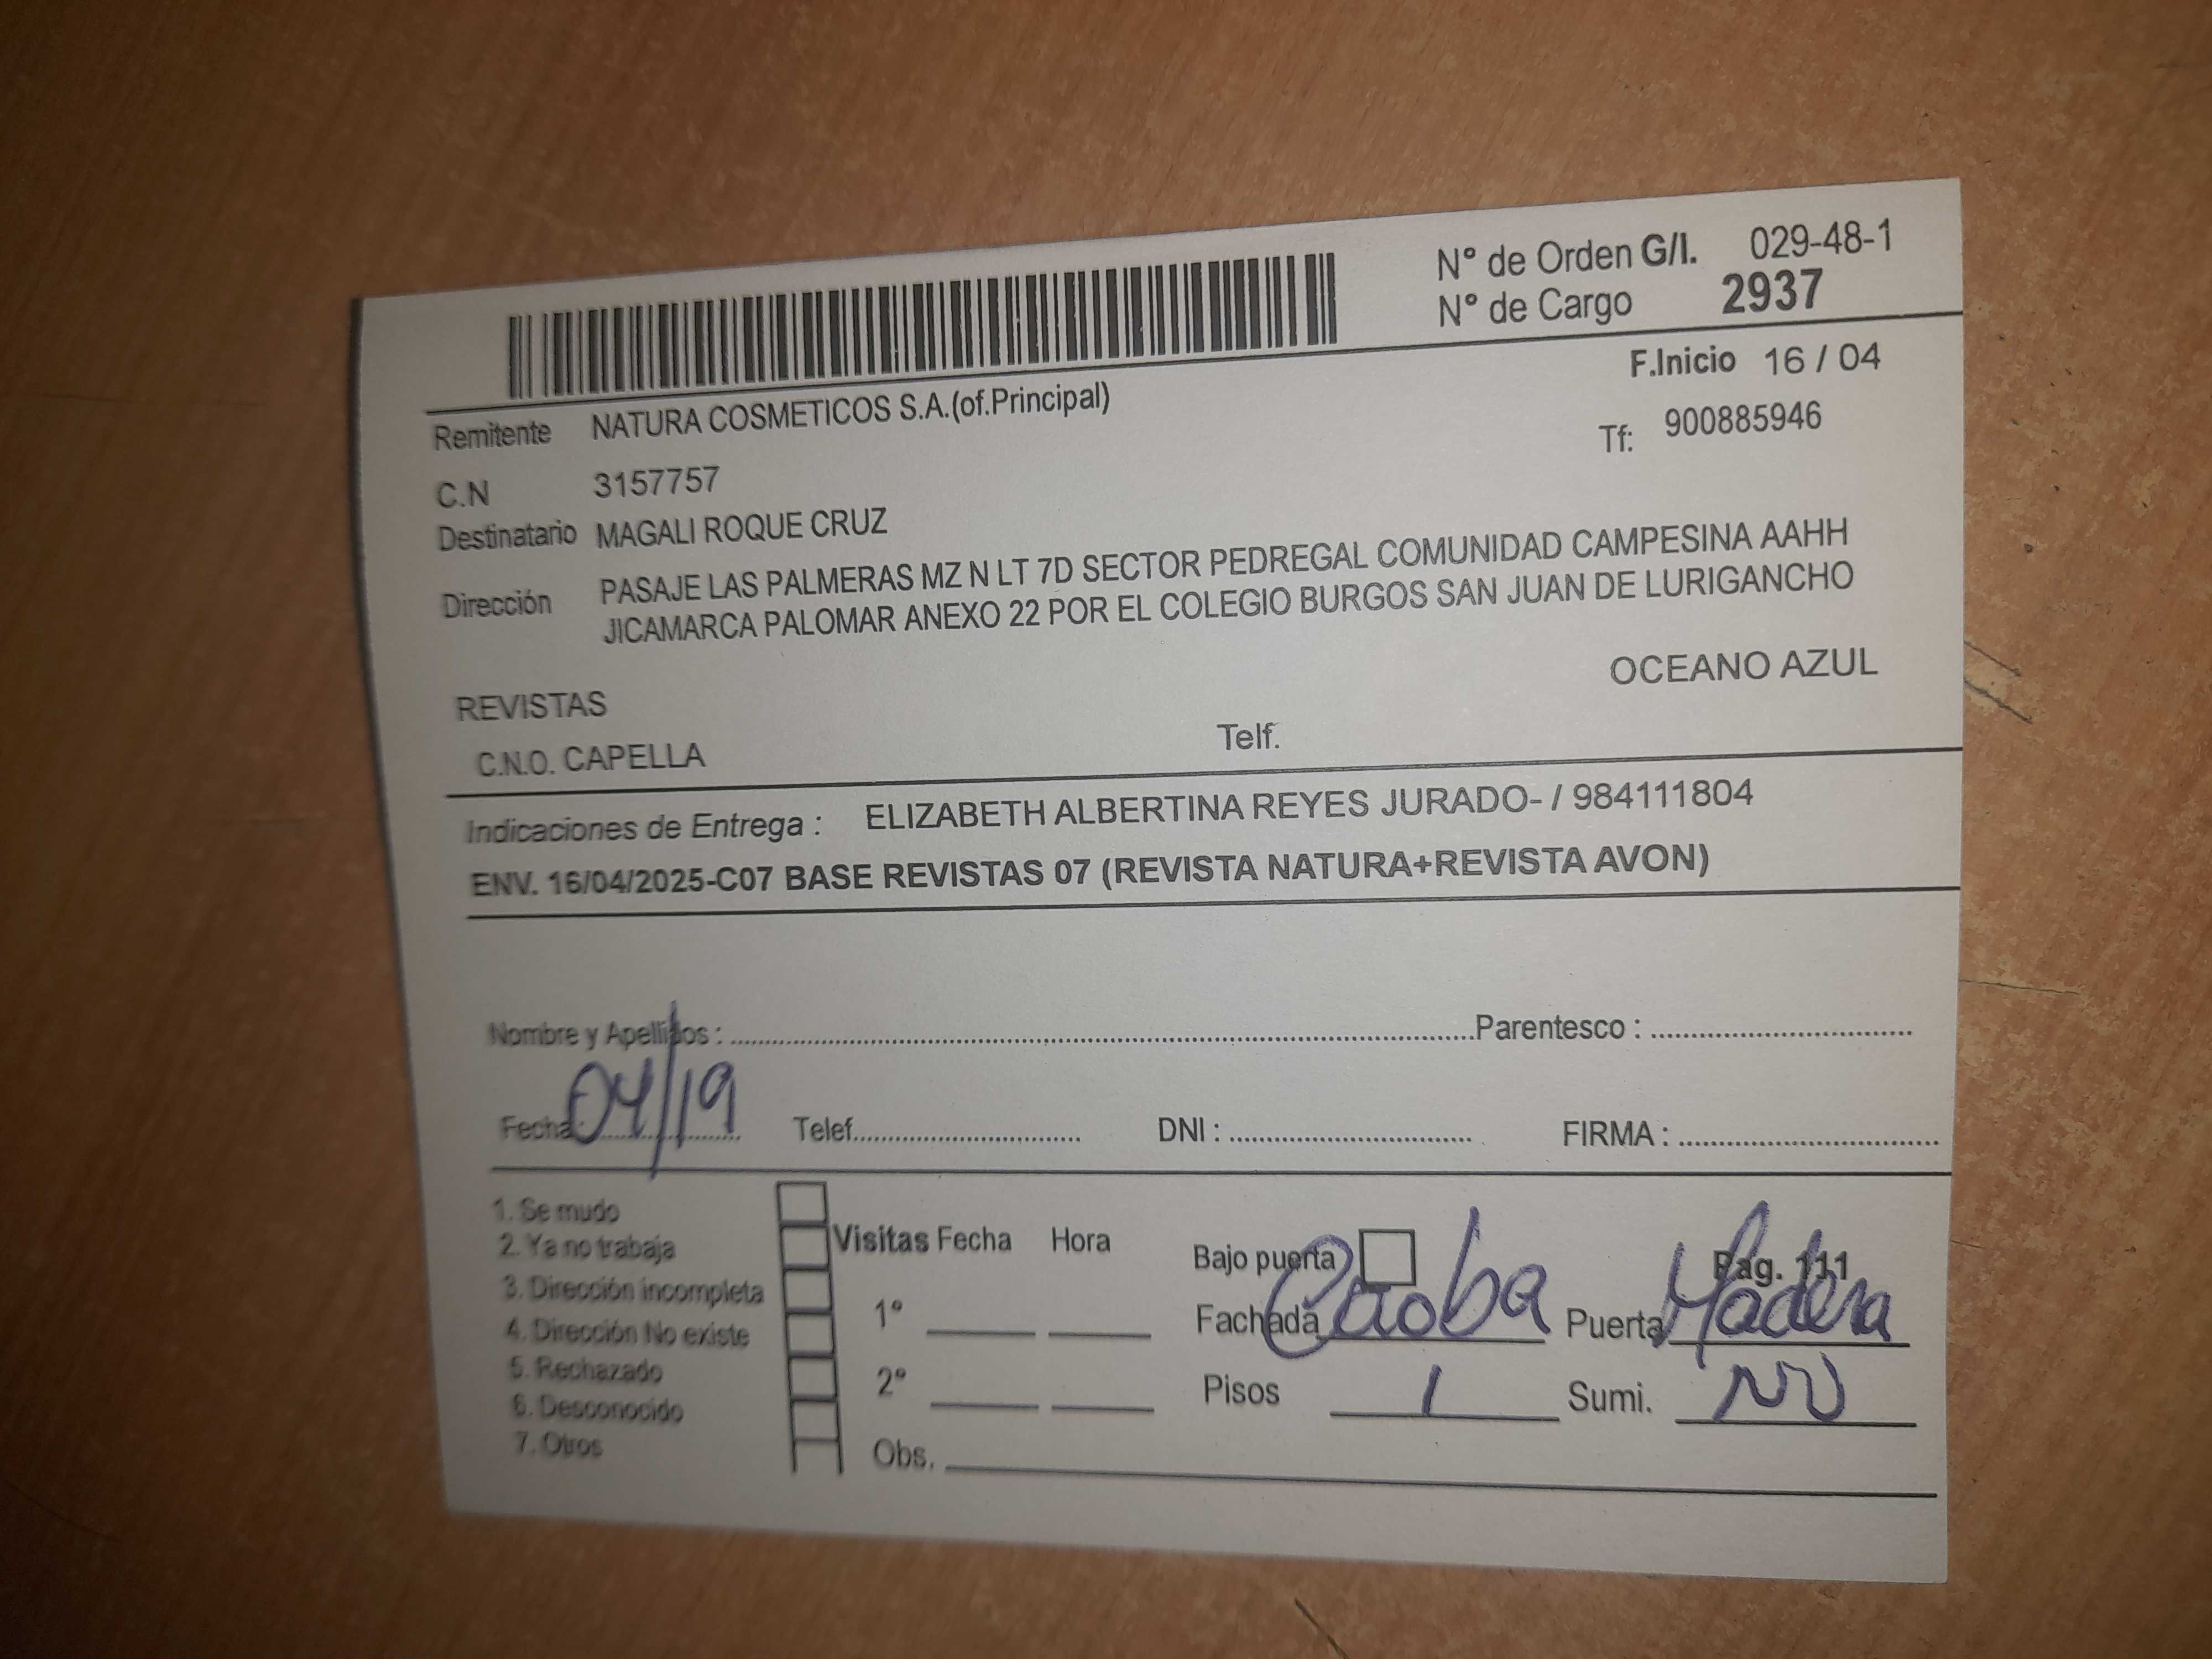 N° de Orden G/I. 029-48-1
N° de Cargo 2937
F.Inicio 16 / 04
Remitente NATURA COSMETICOS S.A.(of.Principal)
Tf: 900885946
C.N 3157757
Destinatario MAGALI ROQUE CRUZ
Dirección PASAJE LAS PALMERAS MZ N LT 7D SECTOR PEDREGAL COMUNIDAD CAMPESINA AAHH
JICAMARCA PALOMAR ANEXO 22 POR EL COLEGIO BURGOS SAN JUAN DE LURIGANCHO
OCEANO AZUL
REVISTAS
C.N.O. CAPELLA Telf.
Indicaciones de Entrega : ELIZABETH ALBERTINA REYES JURADO- / 984111804
ENV. 16/04/2025-C07 BASE REVISTAS 07 (REVISTA NATURA+REVISTA AVON)
Nombre y Apellidos : Parentesco :
Fecha 04/19 Telef. DNI : FIRMA :
1. Se mudo
2. Ya no trabaja
3. Dirección incompleta
4. Dirección No existe
5. Rechazado
6. Desconocido
7. Otros
Visitas Fecha Hora
1°
2°
Obs.
Bajo puerta Pag. 111
Fachada Caoba Puerta Madera
Pisos 1 Sumi. NO